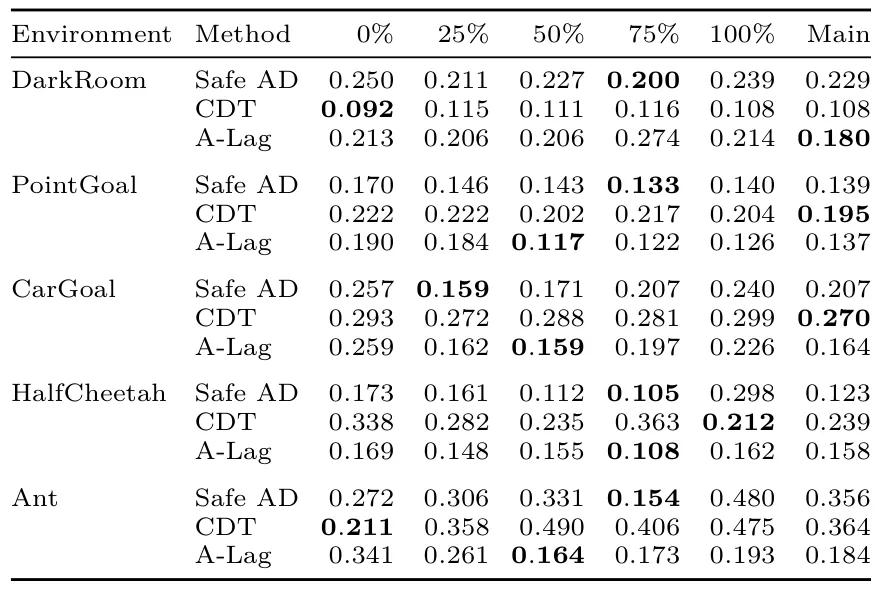 Environment Method 0% 25% 50% 75% 100% Main
DarkRoom Safe AD 0.250 0.211 0.227 0.200 0.239 0.229
CDT 0.092 0.115 0.111 0.116 0.108 0.108
A-Lag 0.213 0.206 0.206 0.274 0.214 0.180
PointGoal Safe AD 0.170 0.146 0.143 0.133 0.140 0.139
CDT 0.222 0.222 0.202 0.217 0.204 0.195
A-Lag 0.190 0.184 0.117 0.122 0.126 0.137
CarGoal Safe AD 0.257 0.159 0.171 0.207 0.240 0.207
CDT 0.293 0.272 0.288 0.281 0.299 0.270
A-Lag 0.259 0.162 0.159 0.197 0.226 0.164
HalfCheetah Safe AD 0.173 0.161 0.112 0.105 0.298 0.123
CDT 0.338 0.282 0.235 0.363 0.212 0.239
A-Lag 0.169 0.148 0.155 0.108 0.162 0.158
Ant Safe AD 0.272 0.306 0.331 0.154 0.480 0.356
CDT 0.211 0.358 0.490 0.406 0.475 0.364
A-Lag 0.341 0.261 0.164 0.173 0.193 0.184